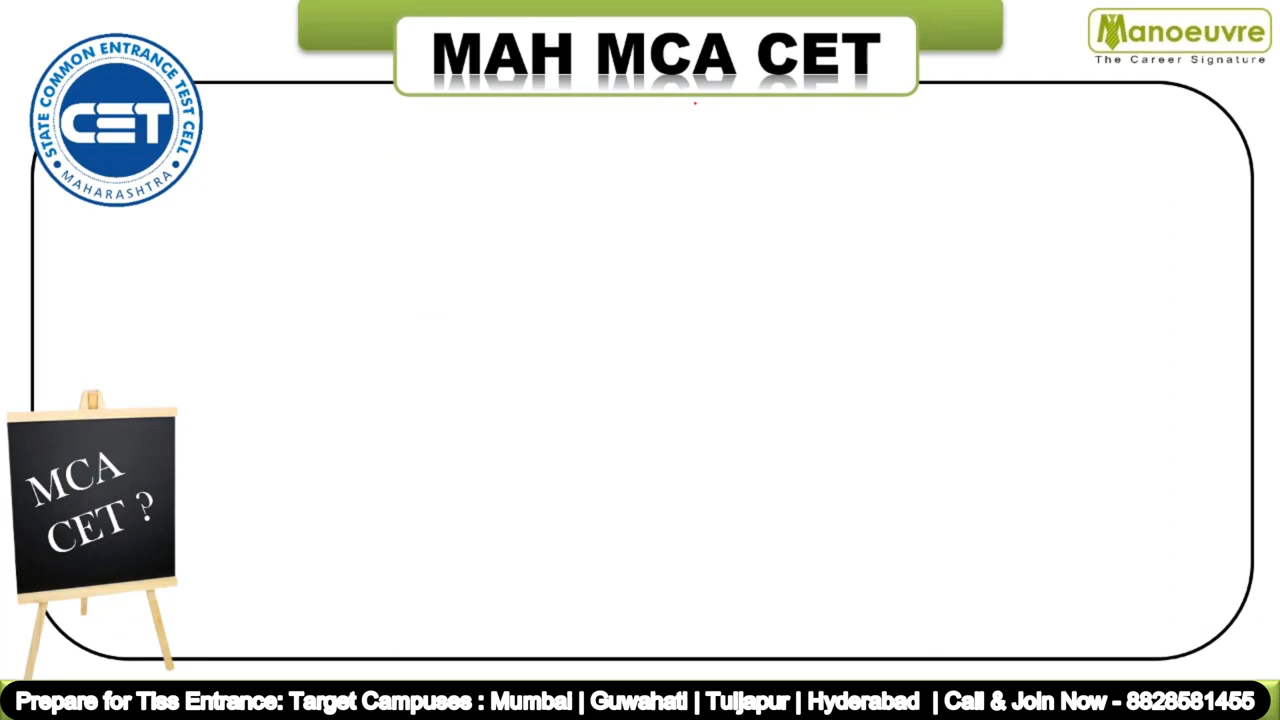 MAH MCA CET
Manoeuvre
The Career Signature
STATE COMMON ENTRANCE TEST CELL
CET
MAHARASHTRA
MCA
CET ?
Prepare for Tiss Entrance: Target Campuses : Mumbai | Guwahati | Tuljapur | Hyderabad | Call & Join Now - 8828581455